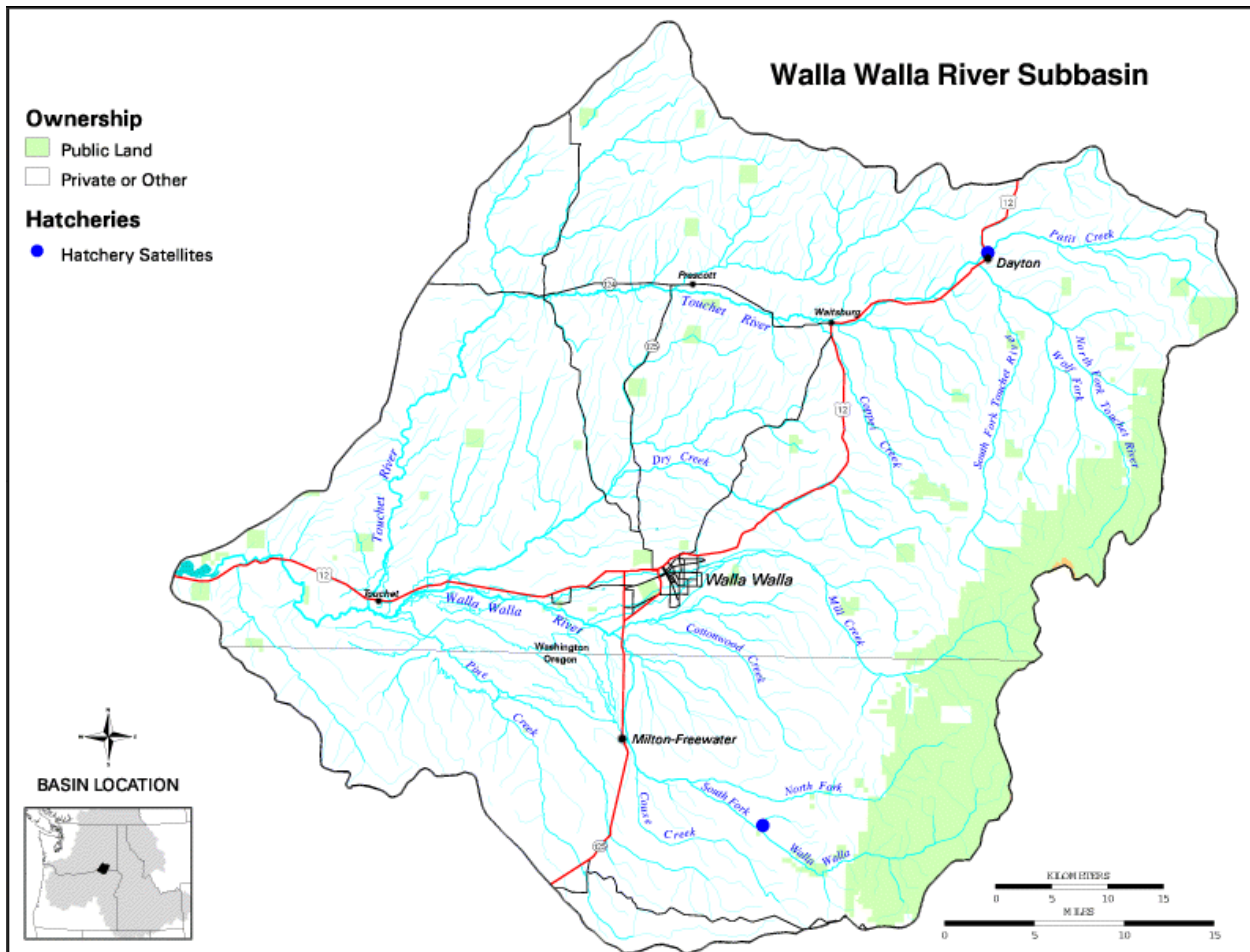 Walla Walla River Subbasin
Ownership
Public Land
Private or Other
Hatcheries
Hatchery Satellites
12
Patit Creek
Dayton
Prescott
124
Touchet River
Waitsburg
125
North Fork Touchet River
Wolf Fork
South Fork Touchet River
12
Coppei Creek
Dry Creek
Touchet River
12
Touchet
Walla Walla
Walla Walla River
Mill Creek
Cottonwood Creek
Washington
Oregon
Pine Creek
Milton-Freewater
North Fork
South Fork Walla Walla
Couse Creek
125
N
S
BASIN LOCATION
KILOMETERS
0 5 10 15
MILES
0 5 10 15